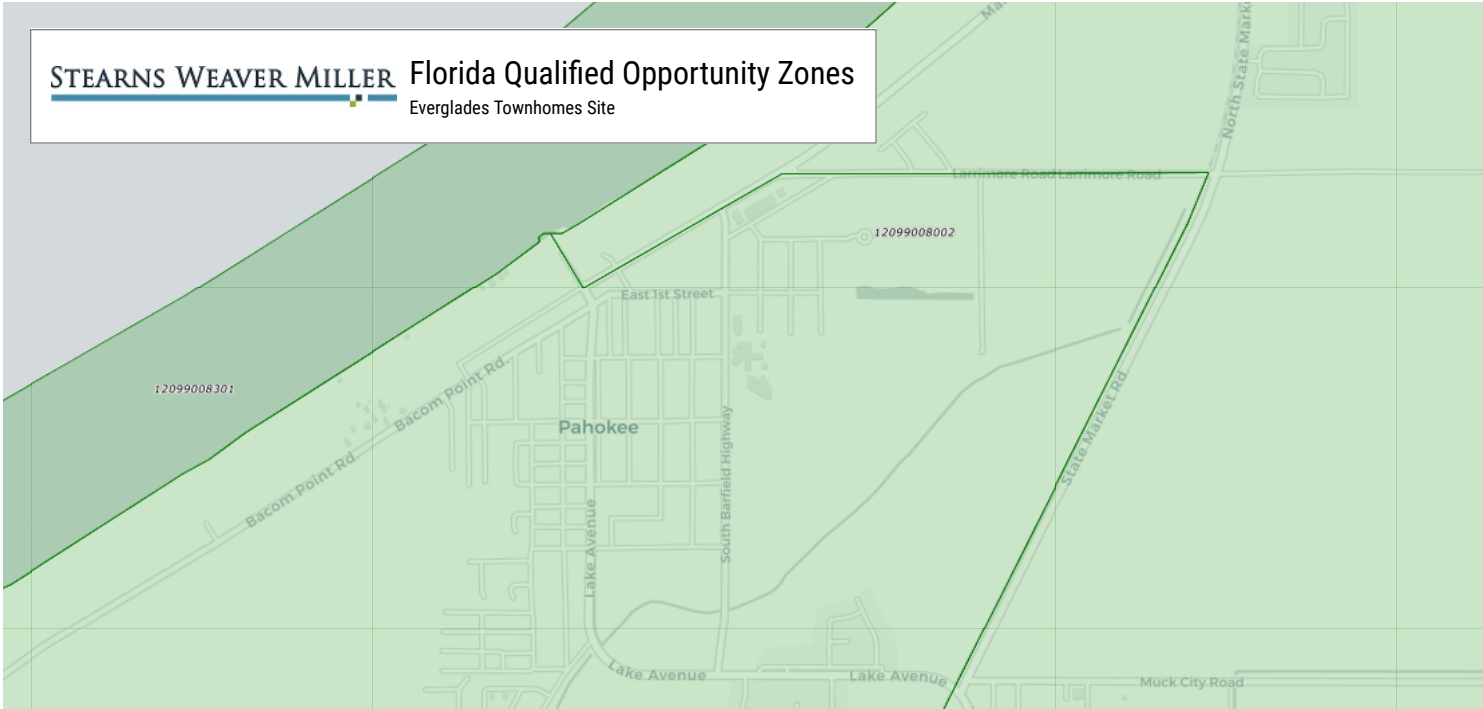 STEARNS WEAVER MILLER
Florida Qualified Opportunity Zones
Everglades Townhomes Site
North State Mark
Larrimore Road Larrimore Road
12099008002
East 1st Street
12099008301
Bacom Point Rd.
Pahokee
State Market Rd.
Bacom Point Rd.
South Barfield Highway
Lake Avenue
Lake Avenue
Lake Avenue
Muck City Road